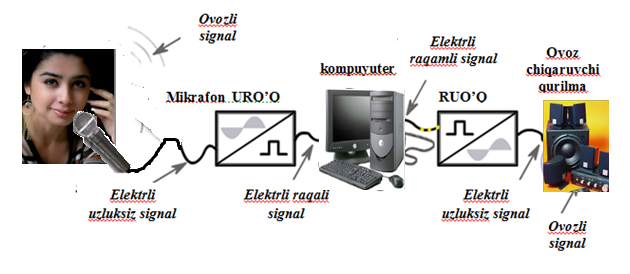 Ovozli
signal
Elektrli
raqamli signal
Ovoz
chiqaruvchi
qurilma
kompuyuter
Mikrafon URO'O
RUO'O
Elektrli
uzluksiz signal
Elektrli raqali
signal
Elektrli
uzluksiz signal
Ovozli
signal